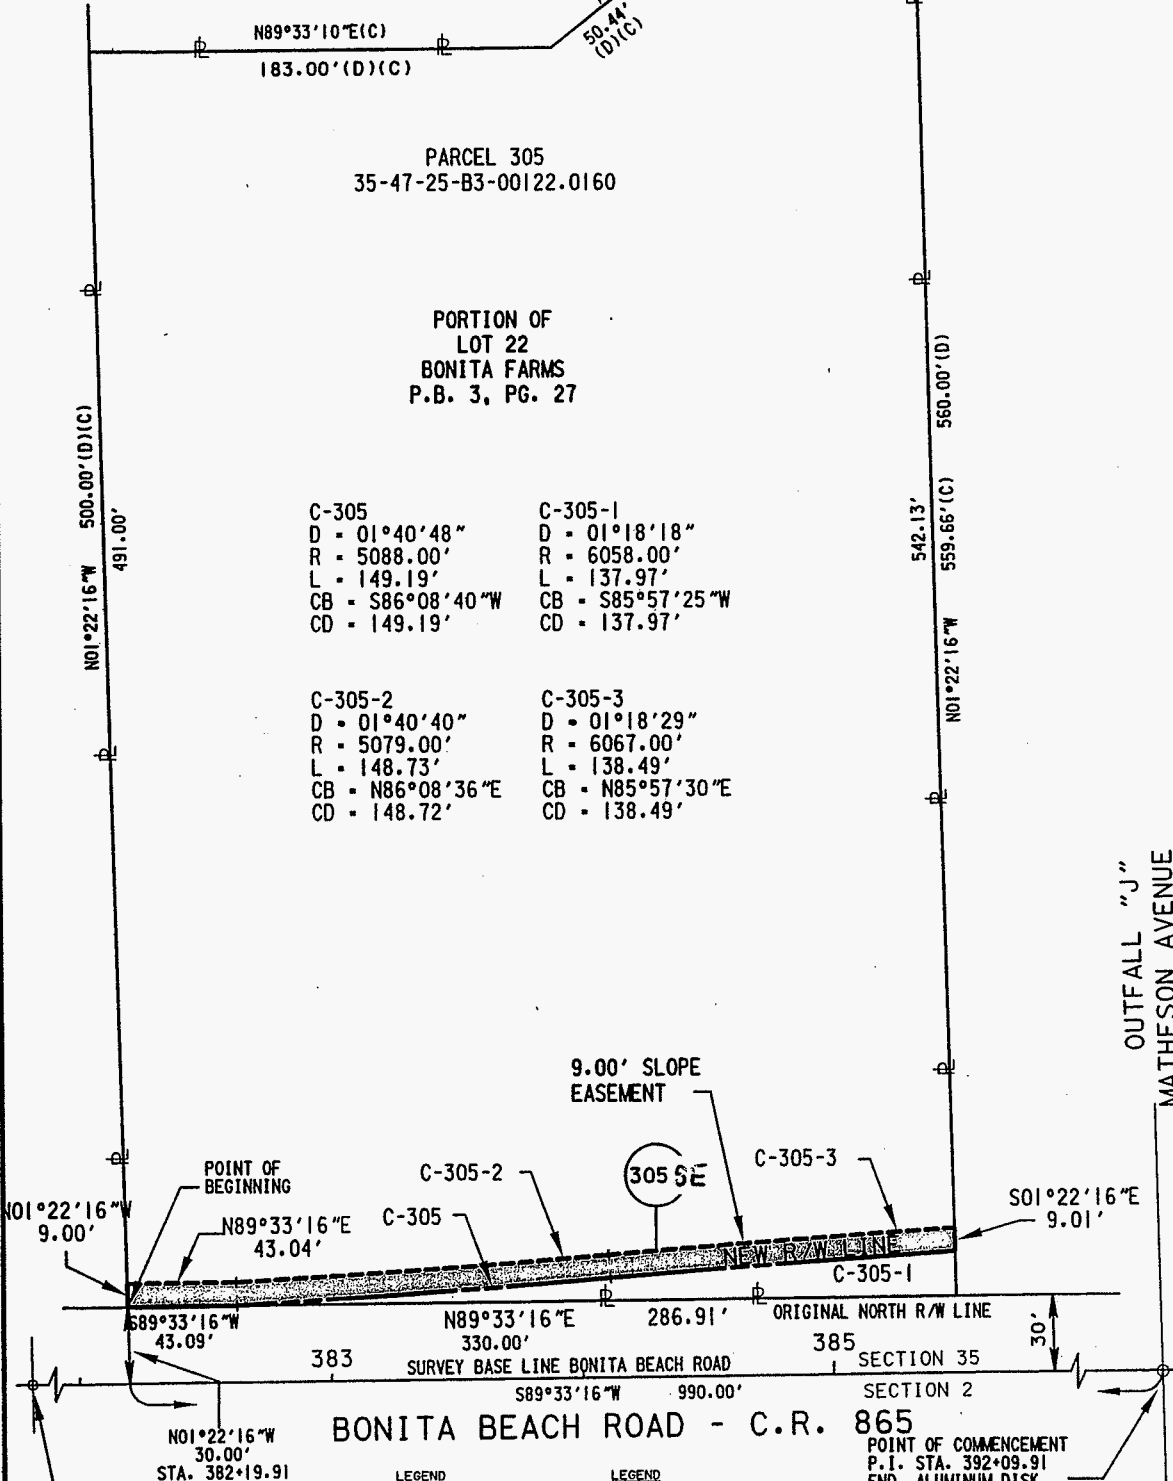 N89°33'10"E(C)
183.00'(D)(C)
50.44'
(D)(C)
PARCEL 305
35-47-25-B3-00122.0160
PORTION OF
LOT 22
BONITA FARMS
P.B. 3, PG. 27
N01°22'16"W 500.00'(D)(C)
491.00'
542.13'
560.00'(D)
559.66'(C)
N01°22'16"W
C-305
D = 01°40'48"
R = 5088.00'
L = 149.19'
CB = S86°08'40"W
CD = 149.19'
C-305-1
D = 01°18'18"
R = 6058.00'
L = 137.97'
CB = S85°57'25"W
CD = 137.97'
C-305-2
D = 01°40'40"
R = 5079.00'
L = 148.73'
CB = N86°08'36"E
CD = 148.72'
C-305-3
D = 01°18'29"
R = 6067.00'
L = 138.49'
CB = N85°57'30"E
CD = 138.49'
OUTFALL "J"
MATHESON AVENUE
9.00' SLOPE
EASEMENT
POINT OF
BEGINNING
C-305-2
305 SE
C-305-3
N01°22'16"W
9.00'
N89°33'16"E
43.04'
C-305
S01°22'16"E
9.01'
NEW R/W LINE
C-305-1
S89°33'16"W
43.09'
N89°33'16"E
330.00'
286.91'
ORIGINAL NORTH R/W LINE
30'
383
385
SURVEY BASE LINE BONITA BEACH ROAD
SECTION 35
S89°33'16"W 990.00'
SECTION 2
BONITA BEACH ROAD - C.R. 865
N01°22'16"W
30.00'
STA. 382+19.91
POINT OF COMMENCEMENT
P.I. STA. 392+09.91
FND. ALUMINUM DISK
LEGEND
LEGEND